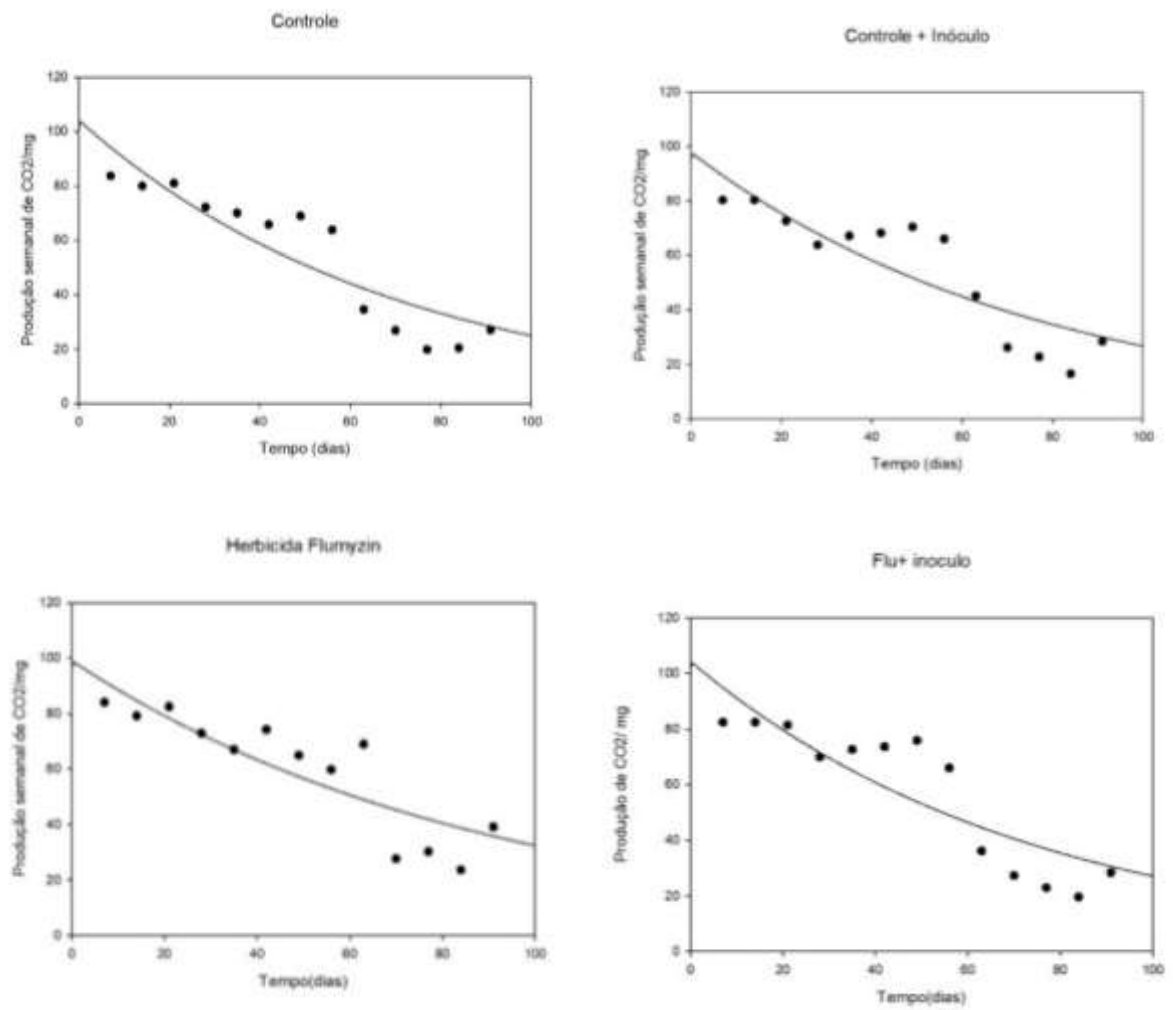 Controle
Produção semanal de CO2/mg
120
100
80
60
40
20
0
0 20 40 60 80 100
Tempo (dias)
Controle + Inóculo
Produção semanal de CO2/mg
120
100
80
60
40
20
0
0 20 40 60 80 100
Tempo (dias)
Herbicida Flumyzin
Produção semanal de CO2/mg
120
100
80
60
40
20
0
0 20 40 60 80 100
Tempo(dias)
Flu+ inoculo
Produção de CO2/ mg
120
100
80
60
40
20
0
0 20 40 60 80 100
Tempo(dias)